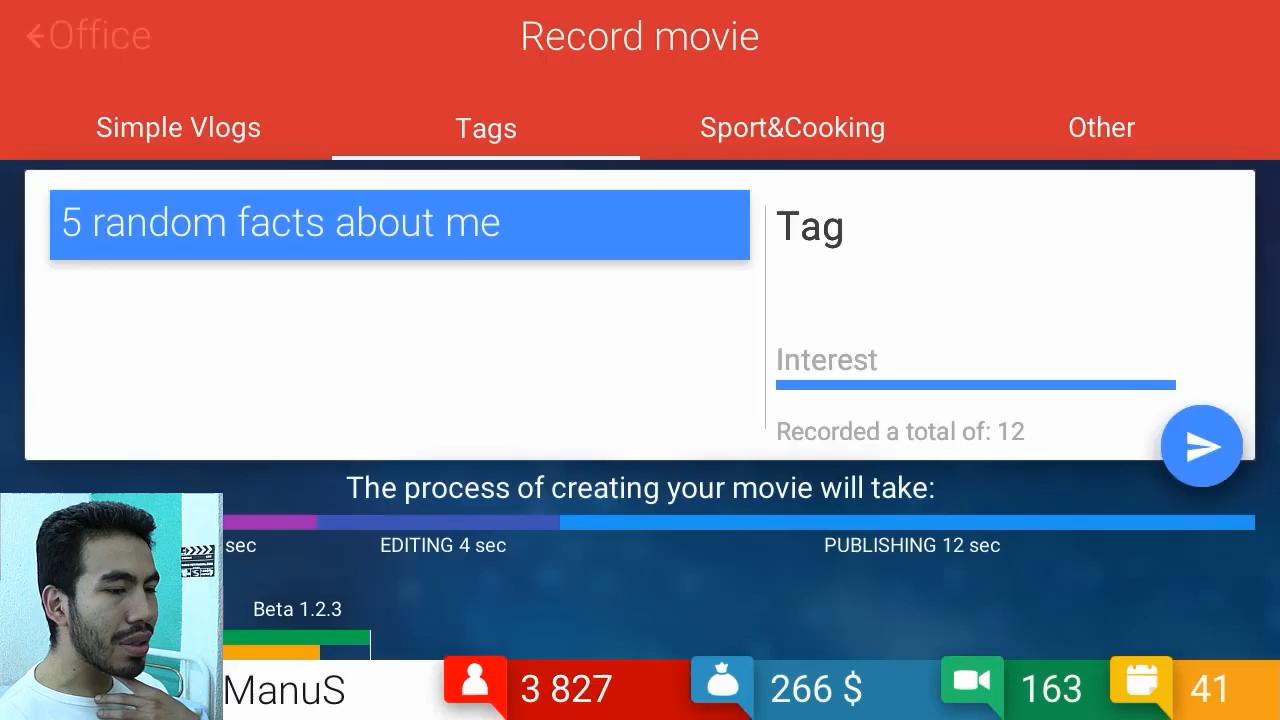 Office
Record movie
Simple Vlogs
Tags
Sport&Cooking
Other
5 random facts about me
Tag
Interest
Recorded a total of: 12
The process of creating your movie will take:
sec
EDITING 4 sec
PUBLISHING 12 sec
Beta 1.2.3
ManuS
3 827
266 $
163
41